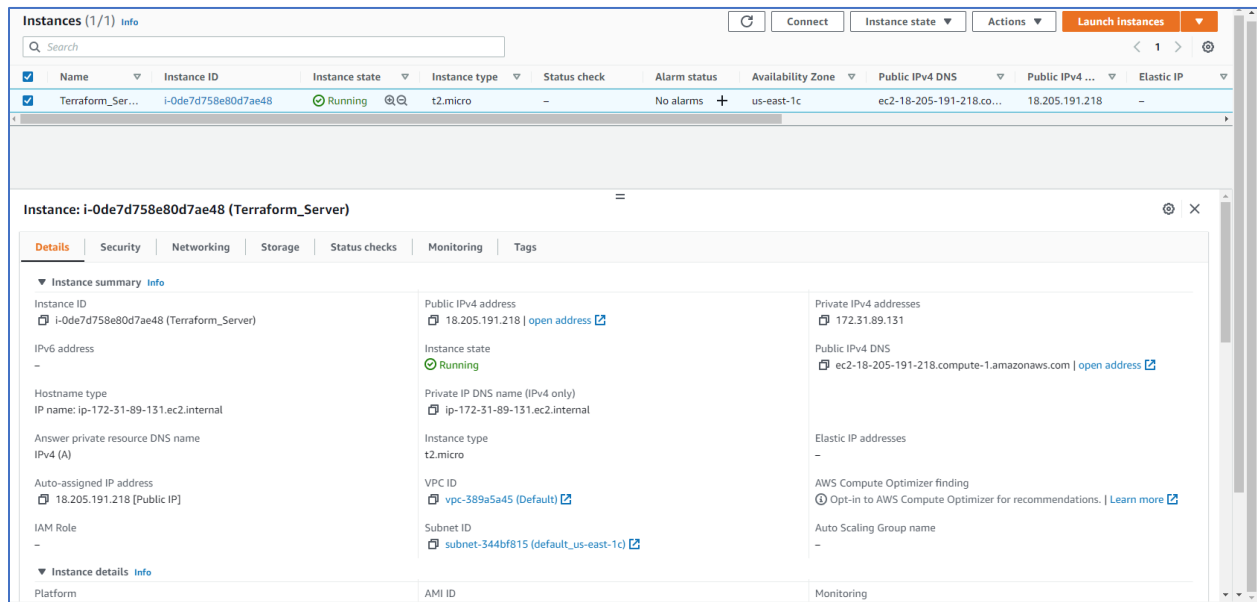 Instances (1/1) Info
Connect Instance state Actions Launch instances
Search
1
Name Instance ID Instance state Instance type Status check Alarm status Availability Zone Public IPv4 DNS Public IPv4 ... Elastic IP
Terraform_Ser... i-0de7d758e80d7ae48 Running t2.micro – No alarms + us-east-1c ec2-18-205-191-218.co... 18.205.191.218 –
Instance: i-0de7d758e80d7ae48 (Terraform_Server)
Details Security Networking Storage Status checks Monitoring Tags
Instance summary Info
Instance ID Public IPv4 address Private IPv4 addresses
i-0de7d758e80d7ae48 (Terraform_Server) 18.205.191.218 | open address 172.31.89.131
IPv6 address Instance state Public IPv4 DNS
– Running ec2-18-205-191-218.compute-1.amazonaws.com | open address
Hostname type Private IP DNS name (IPv4 only)
IP name: ip-172-31-89-131.ec2.internal ip-172-31-89-131.ec2.internal
Answer private resource DNS name Instance type Elastic IP addresses
IPv4 (A) t2.micro –
Auto-assigned IP address VPC ID AWS Compute Optimizer finding
18.205.191.218 [Public IP] vpc-389a5a45 (Default) Opt-in to AWS Compute Optimizer for recommendations. | Learn more
IAM Role Subnet ID Auto Scaling Group name
– subnet-344bf815 (default_us-east-1c) –
Instance details Info
Platform AMI ID Monitoring